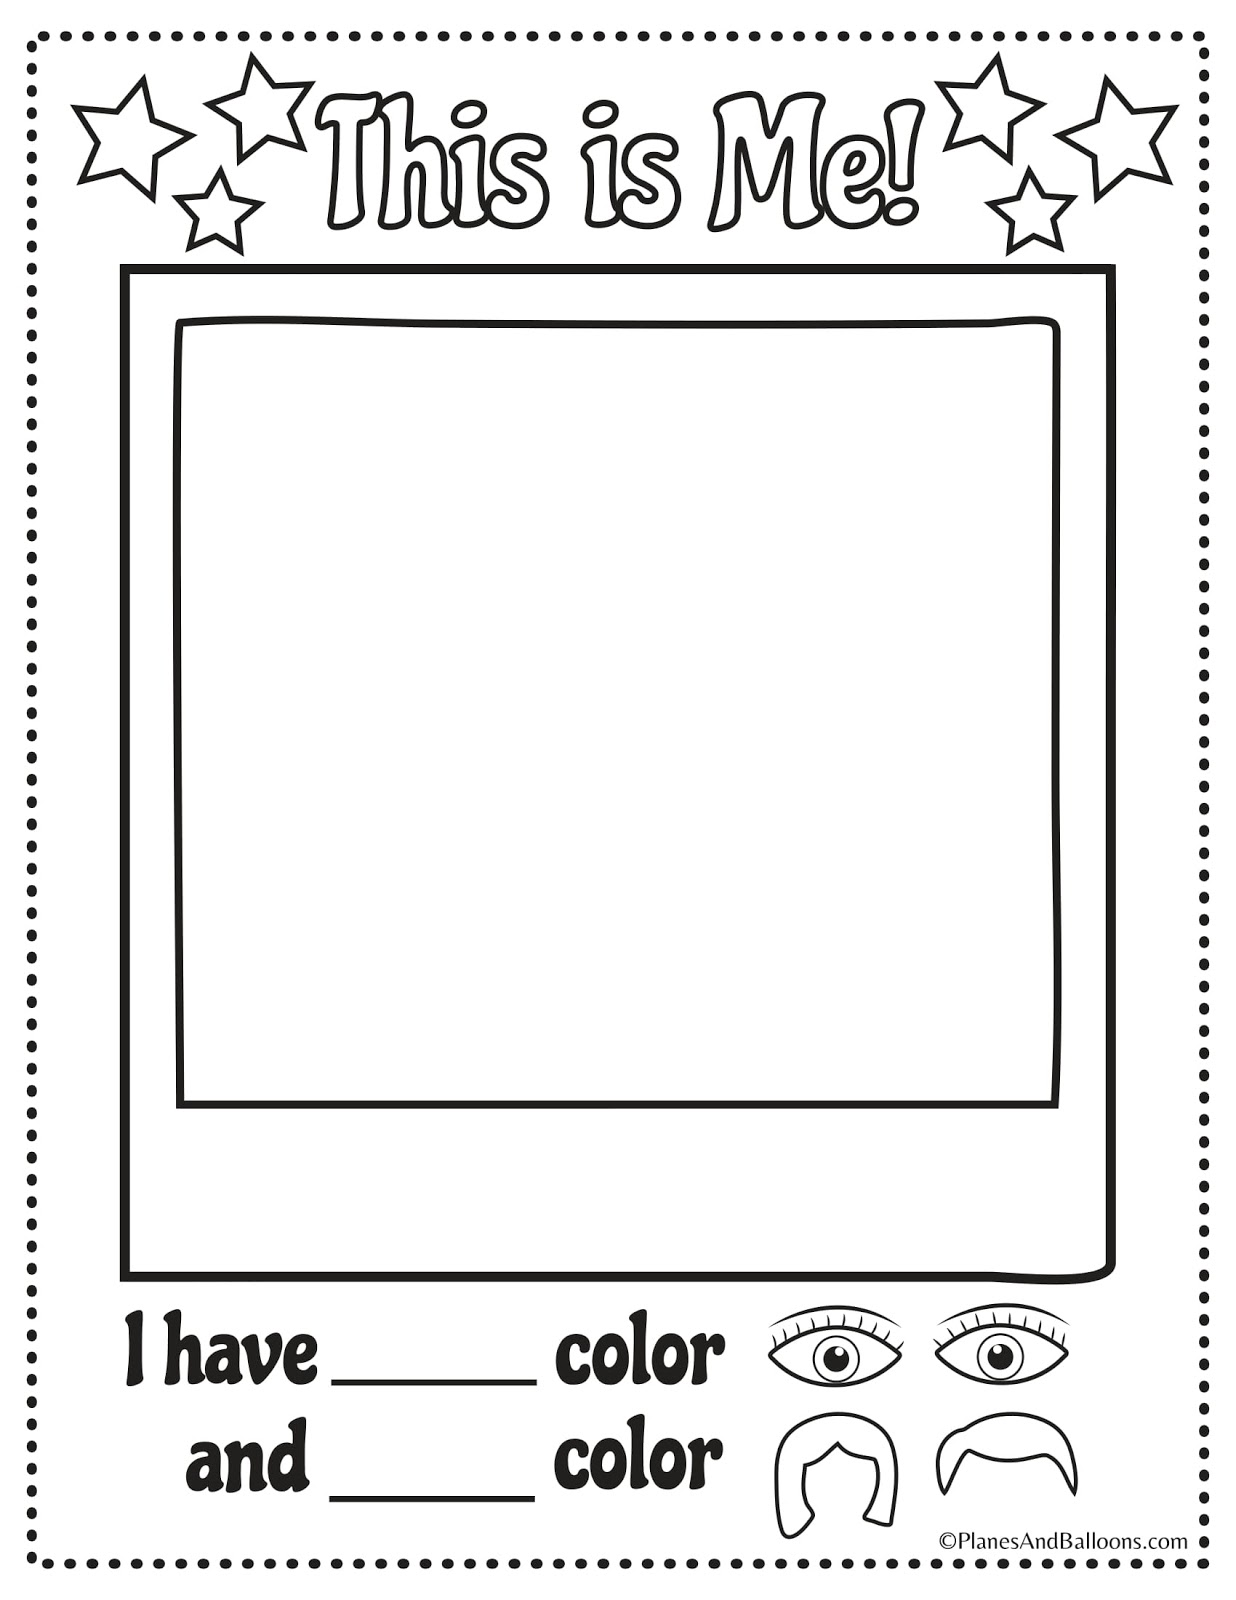 This is Me!
I have ______ color
and ______ color
©PlanesAndBalloons.com